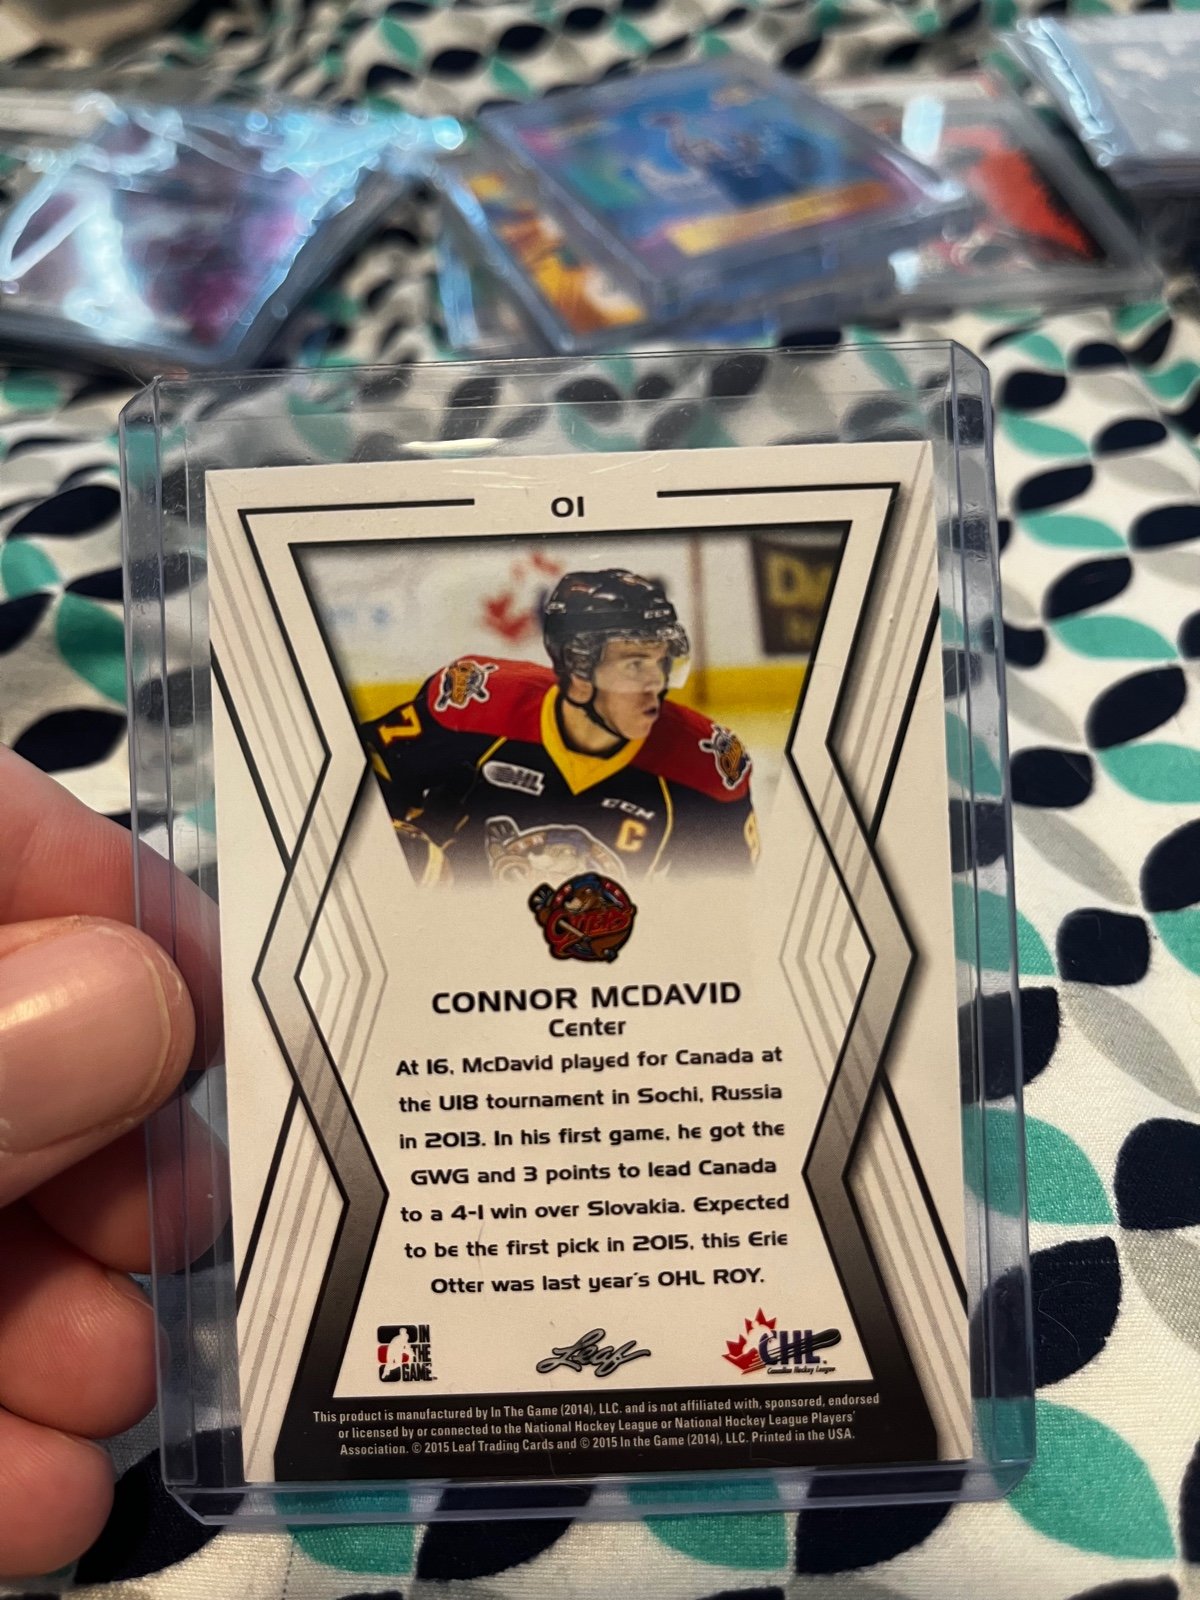 01
CCM
7
OHL
CCM
C
OTTERS
CONNOR MCDAVID
Center
At 16, McDavid played for Canada at
the U18 tournament in Sochi, Russia
in 2013. In his first game, he got the
GWG and 3 points to lead Canada
to a 4-1 win over Slovakia. Expected
to be the first pick in 2015, this Erie
Otter was last year's OHL ROY.
IN
THE
GAME
Leaf
CHL
Canadian Hockey League
This product is manufactured by In The Game (2014), LLC. and is not affiliated with, sponsored, endorsed
or licensed by or connected to the National Hockey League or National Hockey League Players'
Association. © 2015 Leaf Trading Cards and © 2015 In the Game (2014), LLC. Printed in the USA.